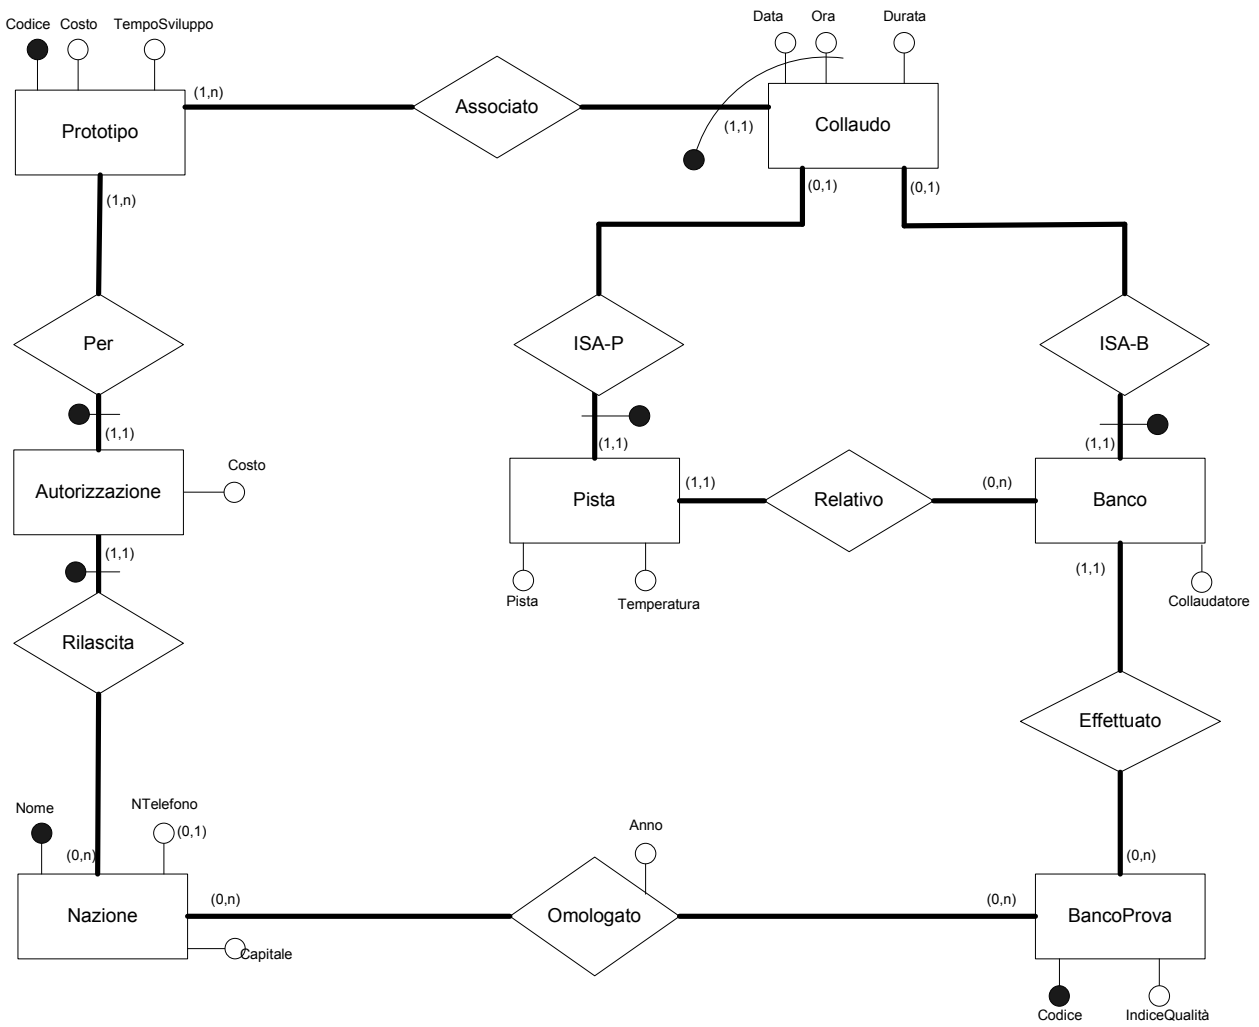 Codice Costo TempoSviluppo
Data Ora Durata
(1,n)
Prototipo
Associato
(1,1)
Collaudo
(1,n)
(0,1)
(0,1)
Per
ISA-P
ISA-B
(1,1)
(1,1)
(1,1)
Autorizzazione
Costo
Pista
(1,1)
Relativo
(0,n)
Banco
(1,1)
(1,1)
Pista
Temperatura
Collaudatore
Rilascita
Effettuato
Nome
NTelefono
(0,1)
(0,n)
Anno
(0,n)
Nazione
(0,n)
Omologato
(0,n)
BancoProva
Capitale
Codice
IndiceQualità